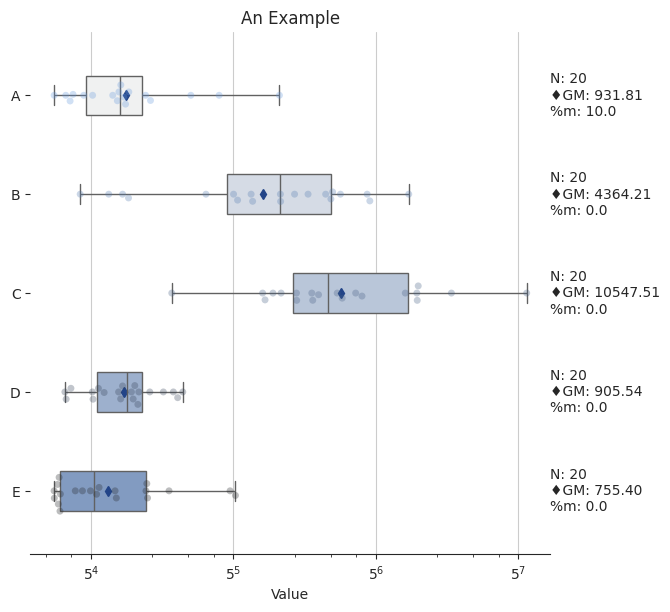 An Example
A
N: 20
♦GM: 931.81
%m: 10.0
B
N: 20
♦GM: 4364.21
%m: 0.0
C
N: 20
♦GM: 10547.51
%m: 0.0
D
N: 20
♦GM: 905.54
%m: 0.0
E
N: 20
♦GM: 755.40
%m: 0.0
5⁴ 5⁵ 5⁶ 5⁷
Value